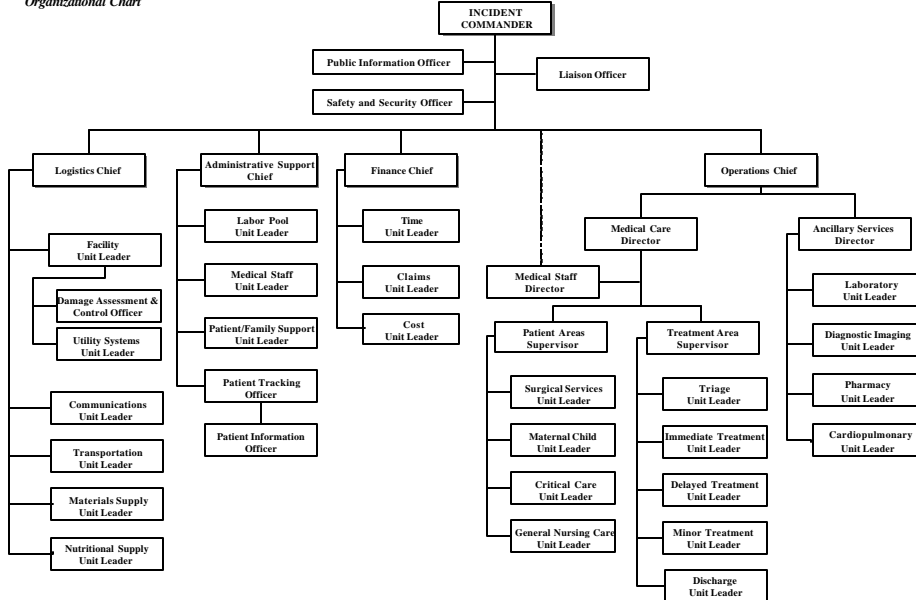 Organizational Chart
INCIDENT
COMMANDER
Public Information Officer
Liaison Officer
Safety and Security Officer
Logistics Chief
Administrative Support
Chief
Finance Chief
Operations Chief
Facility
Unit Leader
Damage Assessment &
Control Officer
Utility Systems
Unit Leader
Communications
Unit Leader
Transportation
Unit Leader
Materials Supply
Unit Leader
Nutritional Supply
Unit Leader
Labor Pool
Unit Leader
Medical Staff
Unit Leader
Patient/Family Support
Unit Leader
Patient Tracking
Officer
Patient Information
Officer
Time
Unit Leader
Claims
Unit Leader
Cost
Unit Leader
Medical Care
Director
Medical Staff
Director
Patient Areas
Supervisor
Surgical Services
Unit Leader
Maternal Child
Unit Leader
Critical Care
Unit Leader
General Nursing Care
Unit Leader
Treatment Area
Supervisor
Triage
Unit Leader
Immediate Treatment
Unit Leader
Delayed Treatment
Unit Leader
Minor Treatment
Unit Leader
Discharge
Unit Leader
Ancillary Services
Director
Laboratory
Unit Leader
Diagnostic Imaging
Unit Leader
Pharmacy
Unit Leader
Cardiopulmonary
Unit Leader